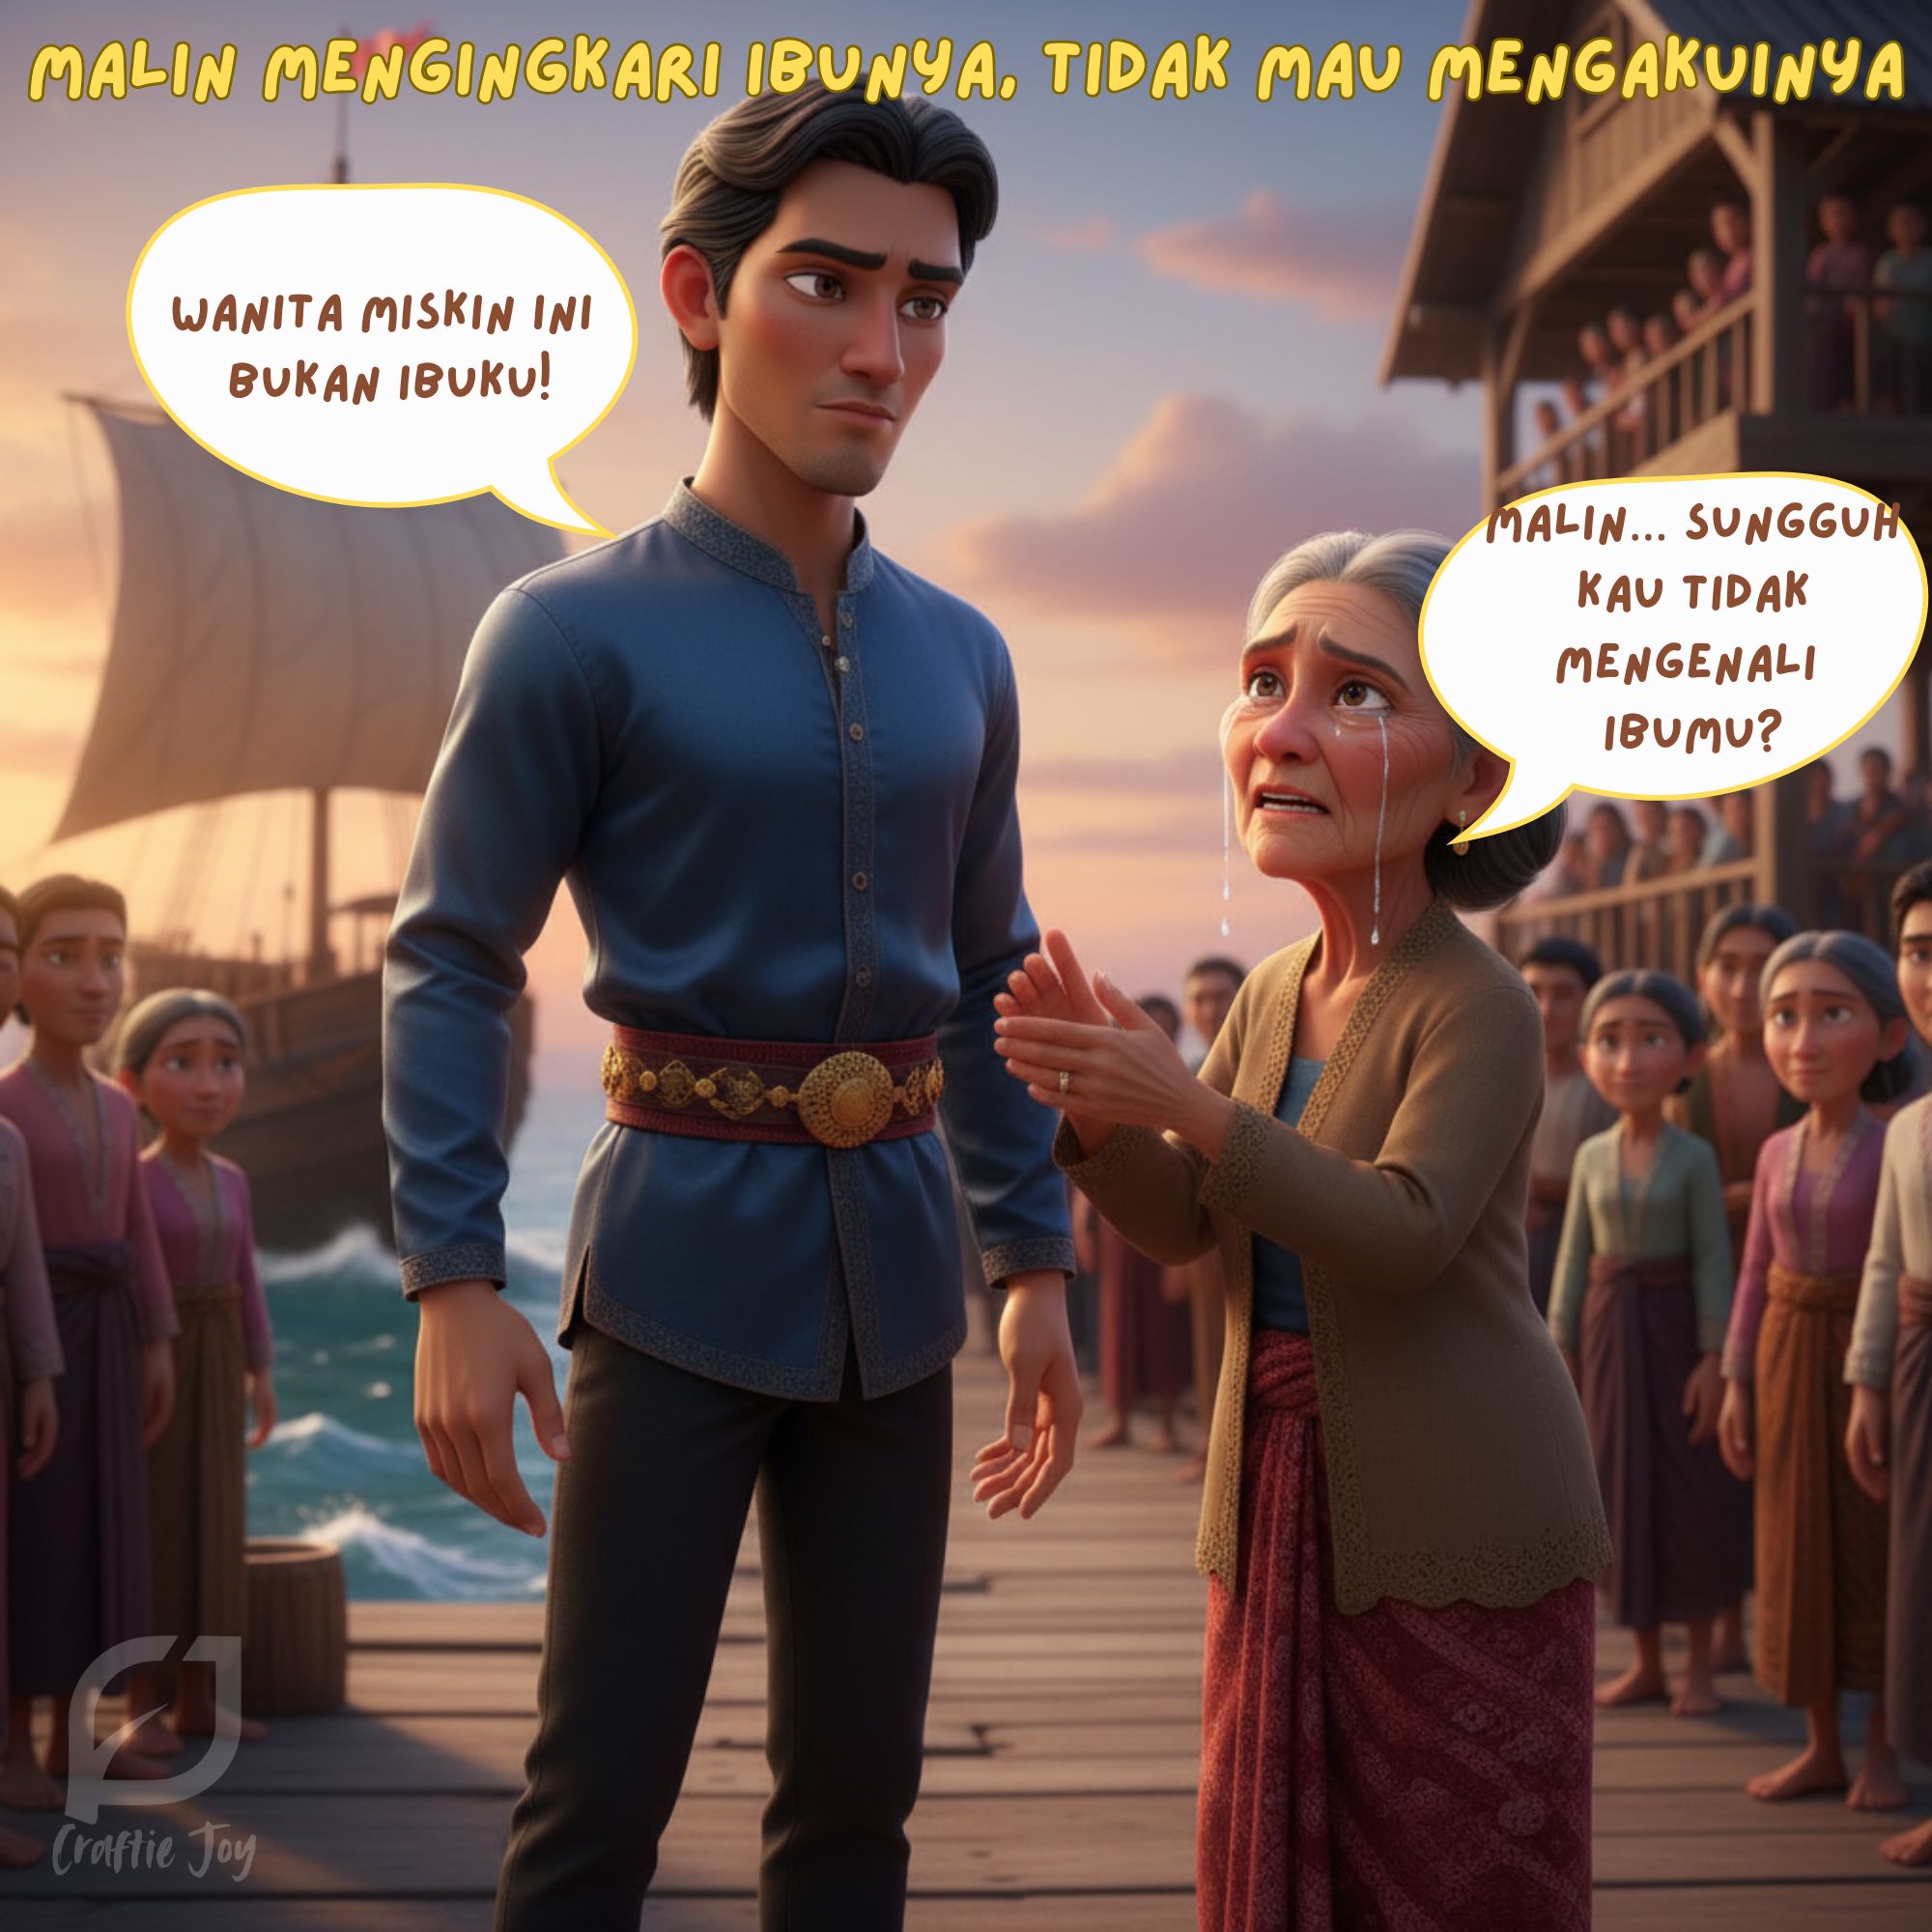 MALIN MENGINGKARI IBUNYA, TIDAK MAU MENGAKUINYA
WANITA MISKIN INI
BUKAN IBUKU!
MALIN... SUNGGUH
KAU TIDAK
MENGENALI
IBUMU?
Craftie Joy